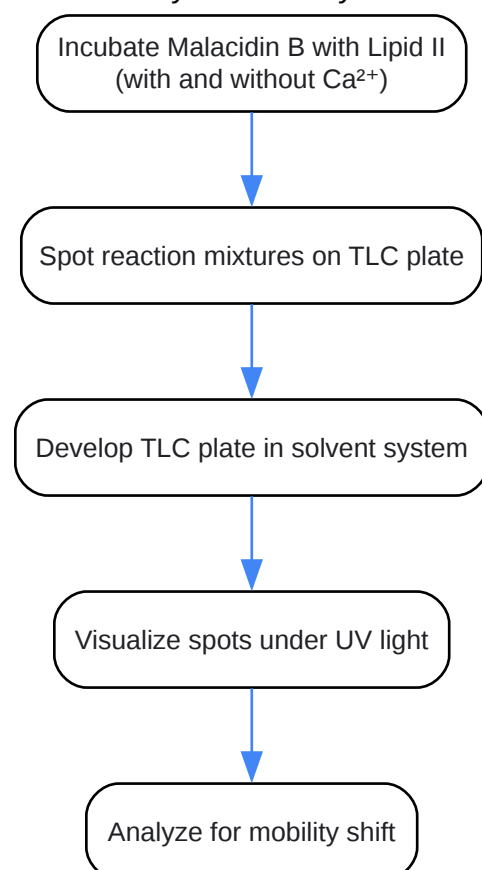 Incubate Malacidin B with Lipid II
(with and without Ca²⁺)
Spot reaction mixtures on TLC plate
Develop TLC plate in solvent system
Visualize spots under UV light
Analyze for mobility shift